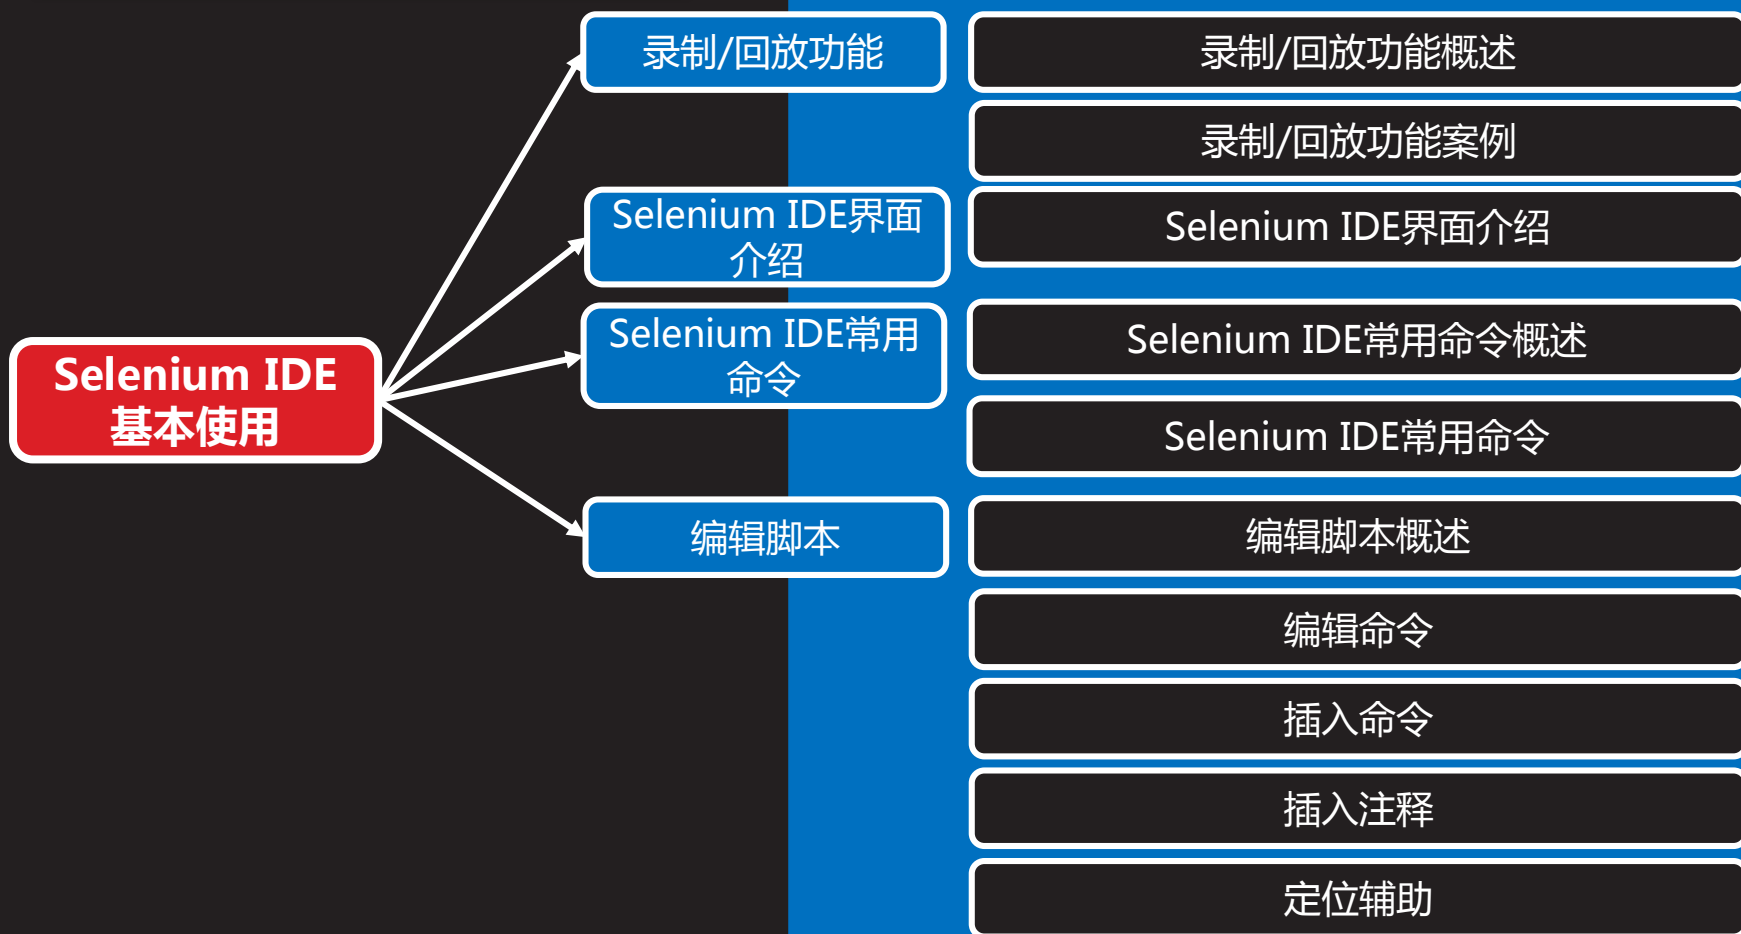 Selenium IDE
基本使用
录制/回放功能
录制/回放功能概述
录制/回放功能案例
Selenium IDE界面
介绍
Selenium IDE界面介绍
Selenium IDE常用
命令
Selenium IDE常用命令概述
Selenium IDE常用命令
编辑脚本
编辑脚本概述
编辑命令
插入命令
插入注释
定位辅助